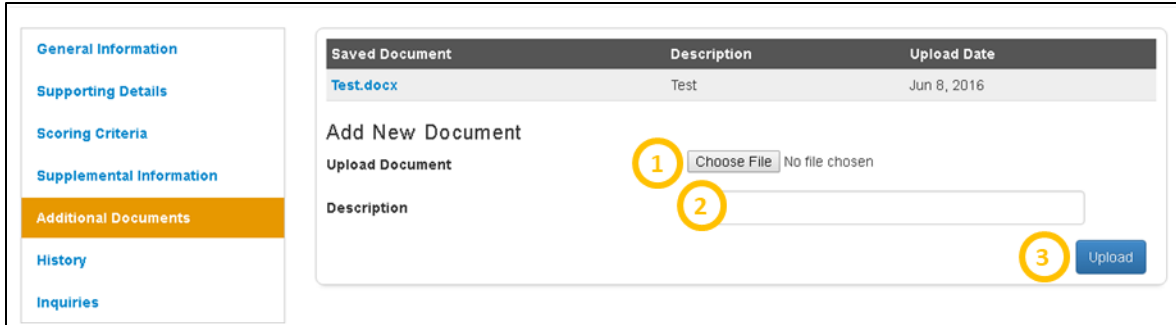 General Information
Supporting Details
Scoring Criteria
Supplemental Information
Additional Documents
History
Inquiries
Saved Document Description Upload Date
Test.docx Test Jun 8, 2016
Add New Document
Upload Document 1 Choose File No file chosen
Description 2
3 Upload